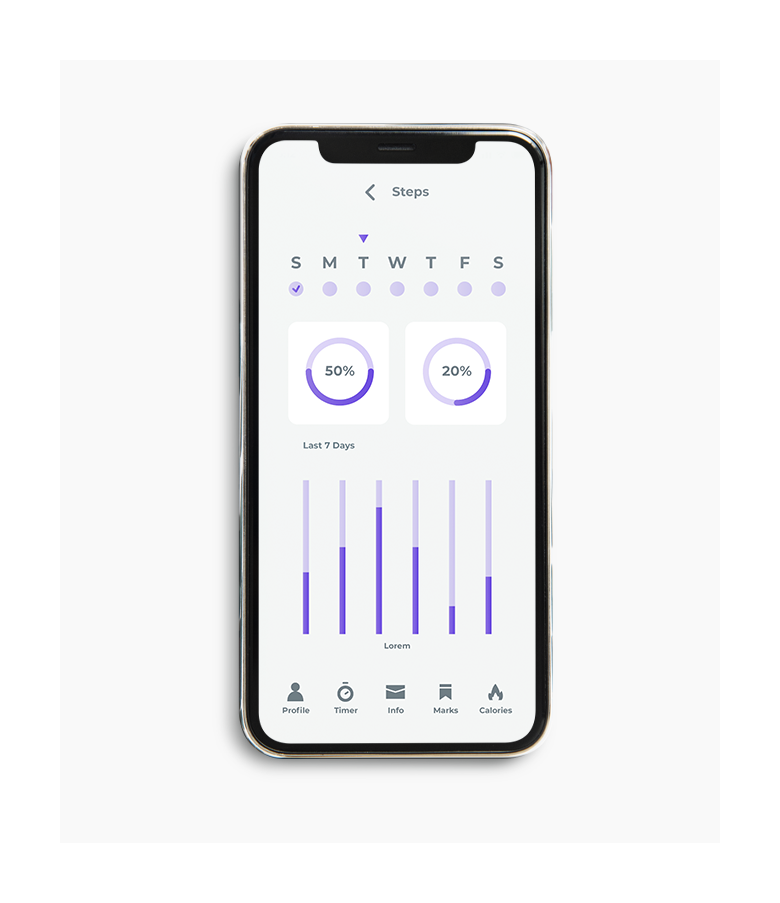 Steps
S M T W T F S
50% 20%
Last 7 Days
Lorem
Profile Timer Info Marks Calories